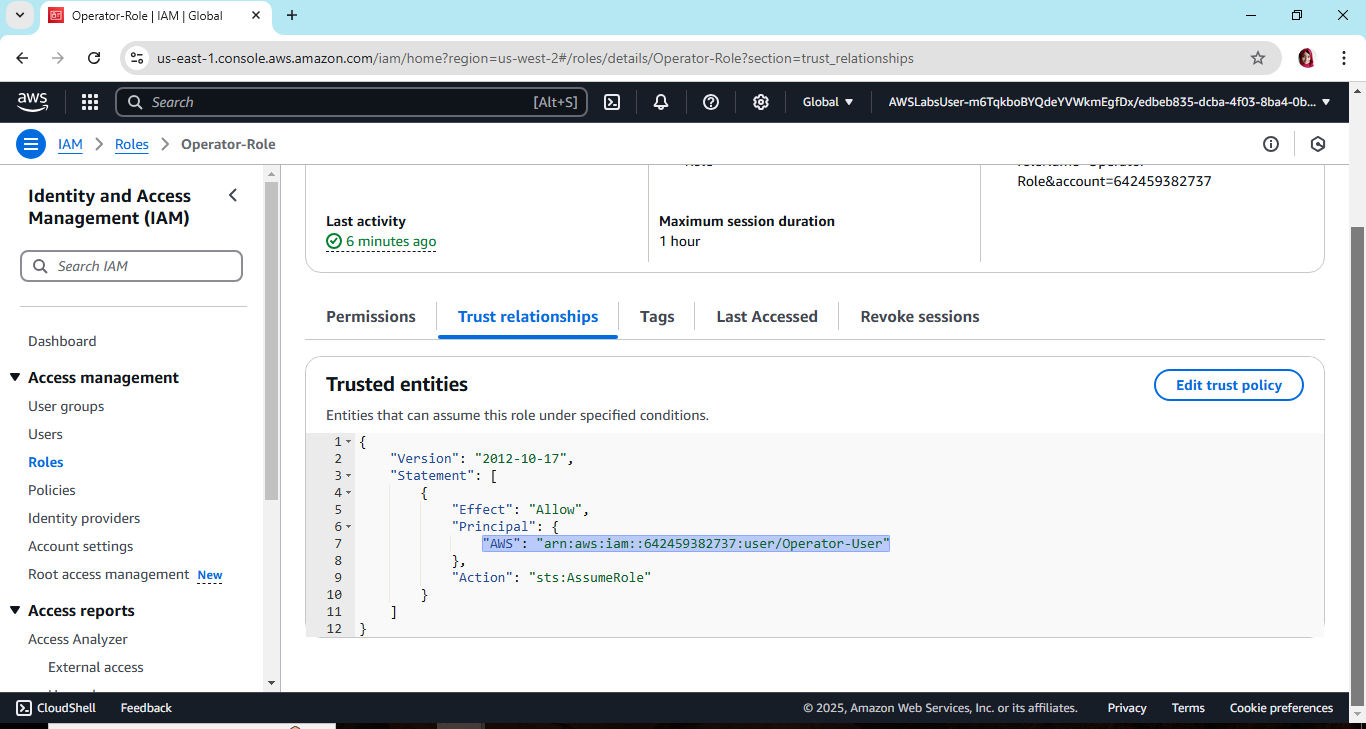 Operator-Role | IAM | Global
us-east-1.console.aws.amazon.com/iam/home?region=us-west-2#/roles/details/Operator-Role?section=trust_relationships
aws
Search
[Alt+S]
Global
AWSLabsUser-m6TqkboBYQdeYVWkmEgfDx/edbeb835-dcba-4f03-8ba4-0b...
IAM > Roles > Operator-Role
Identity and Access Management (IAM)
Search IAM
Dashboard
Access management
User groups
Users
Roles
Policies
Identity providers
Account settings
Root access management New
Access reports
Access Analyzer
External access
Role&account=642459382737
Last activity
6 minutes ago
Maximum session duration
1 hour
Permissions
Trust relationships
Tags
Last Accessed
Revoke sessions
Trusted entities
Edit trust policy
Entities that can assume this role under specified conditions.
1 {
2 "Version": "2012-10-17",
3 "Statement": [
4 {
5 "Effect": "Allow",
6 "Principal": {
7 "AWS": "arn:aws:iam::642459382737:user/Operator-User"
8 },
9 "Action": "sts:AssumeRole"
10 }
11 ]
12 }
CloudShell
Feedback
© 2025, Amazon Web Services, Inc. or its affiliates.
Privacy
Terms
Cookie preferences